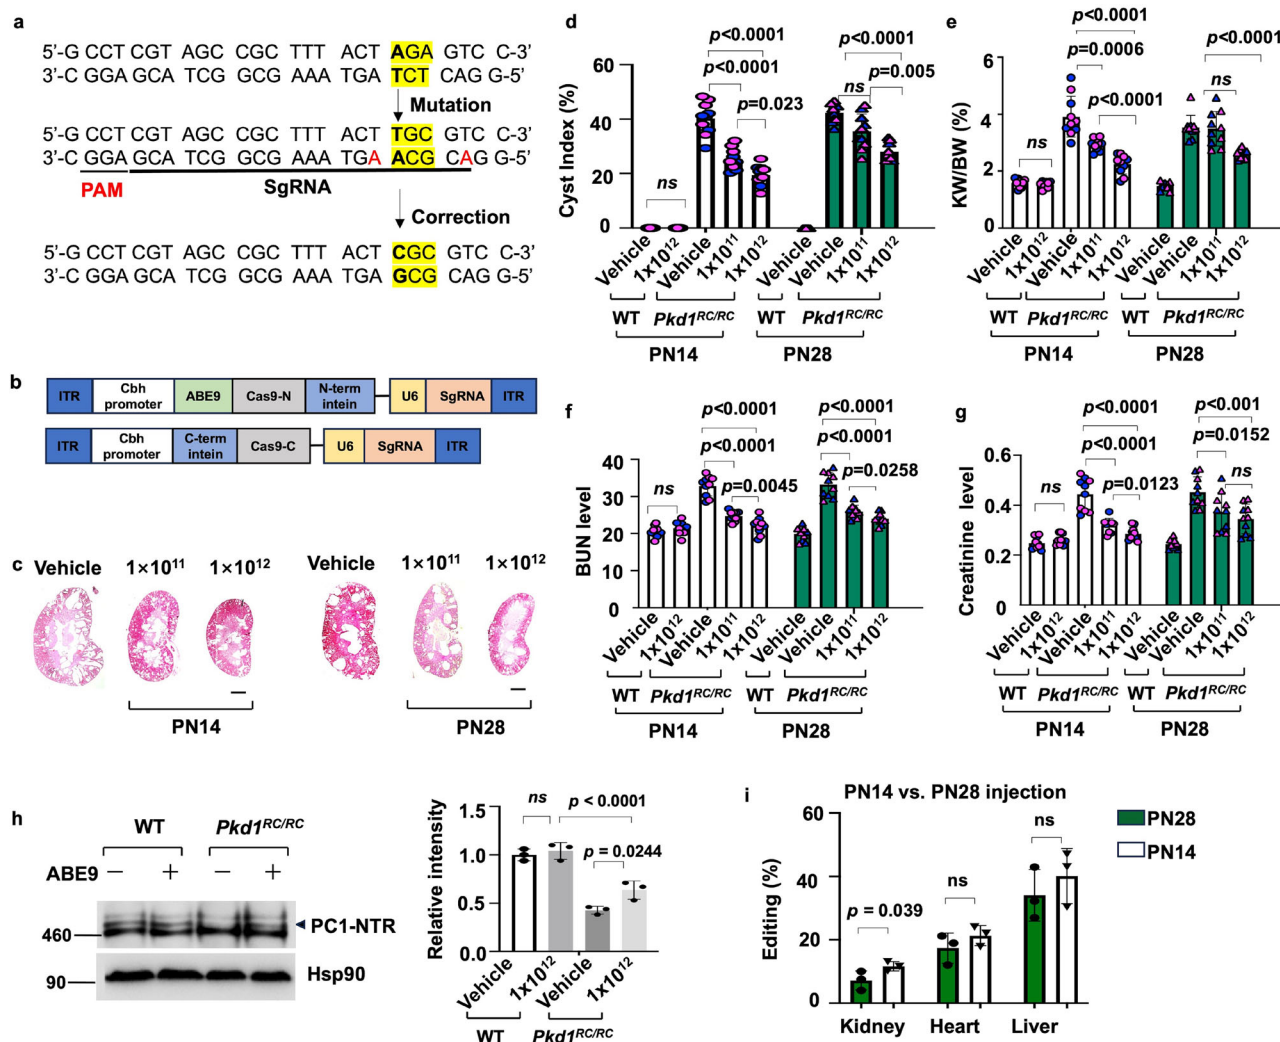 a
5’-G CCT CGT AGC CGC TTT ACT AGA GTC C-3’
3’-C GGA GCA TCG GCG AAA TGA TCT CAG G-5’
Mutation
5’-G CCT CGT AGC CGC TTT ACT TGC GTC C-3’
3’-C GGA GCA TCG GCG AAA TGA ACG CAGG-5’
PAM
SgRNA
Correction
5’-G CCT CGT AGC CGC TTT ACT CGC GTC C-3’
3’-C GGA GCA TCG GCG AAA TGA GCG CAG G-5’
b
ITR Cbh promoter ABE9 Cas9-N N-term intein U6 SgRNA ITR
ITR Cbh promoter C-term intein Cas9-C U6 SgRNA ITR
c
Vehicle 1×10¹¹ 1×10¹² Vehicle 1×10¹¹ 1×10¹²
PN14 PN28
d
Cyst Index (%)
60
40
20
0
p<0.0001 p<0.0001
p<0.0001 p=0.005
ns
p=0.023
ns
Vehicle 1x10¹² Vehicle 1x10¹¹ 1x10¹² Vehicle Vehicle 1x10¹¹ 1x10¹²
WT Pkd1RC/RC WT Pkd1RC/RC
PN14 PN28
e
KW/BW (%)
6
4
2
0
p<0.0001
p<0.0001
p=0.0006
ns
p<0.0001
ns
Vehicle 1x10¹² Vehicle 1x10¹¹ 1x10¹² Vehicle Vehicle 1x10¹¹ 1x10¹²
WT Pkd1RC/RC WT Pkd1RC/RC
PN14 PN28
f
BUN level
40
30
20
10
0
p<0.0001 p<0.0001
p<0.0001 p<0.0001
ns p=0.0045 p=0.0258
Vehicle 1x10¹² Vehicle 1x10¹¹ 1x10¹² Vehicle Vehicle 1x10¹¹ 1x10¹²
WT Pkd1RC/RC WT Pkd1RC/RC
PN14 PN28
g
Creatinine level
0.6
0.4
0.2
0
p<0.0001 p<0.001
p<0.0001 p=0.0152
ns p=0.0123 ns
Vehicle 1x10¹² Vehicle 1x10¹¹ 1x10¹² Vehicle Vehicle 1x10¹¹ 1x10¹²
WT Pkd1RC/RC WT Pkd1RC/RC
PN14 PN28
h
WT Pkd1RC/RC
ABE9 − + − +
460
PC1-NTR
90
Hsp90
Relative intensity
1.5
1.0
0.5
0.0
ns p < 0.0001
p = 0.0244
Vehicle 1x10¹² Vehicle 1x10¹²
WT Pkd1RC/RC
i
PN14 vs. PN28 injection
Editing (%)
60
40
20
0
p = 0.039
ns
ns
Kidney Heart Liver
PN28
PN14